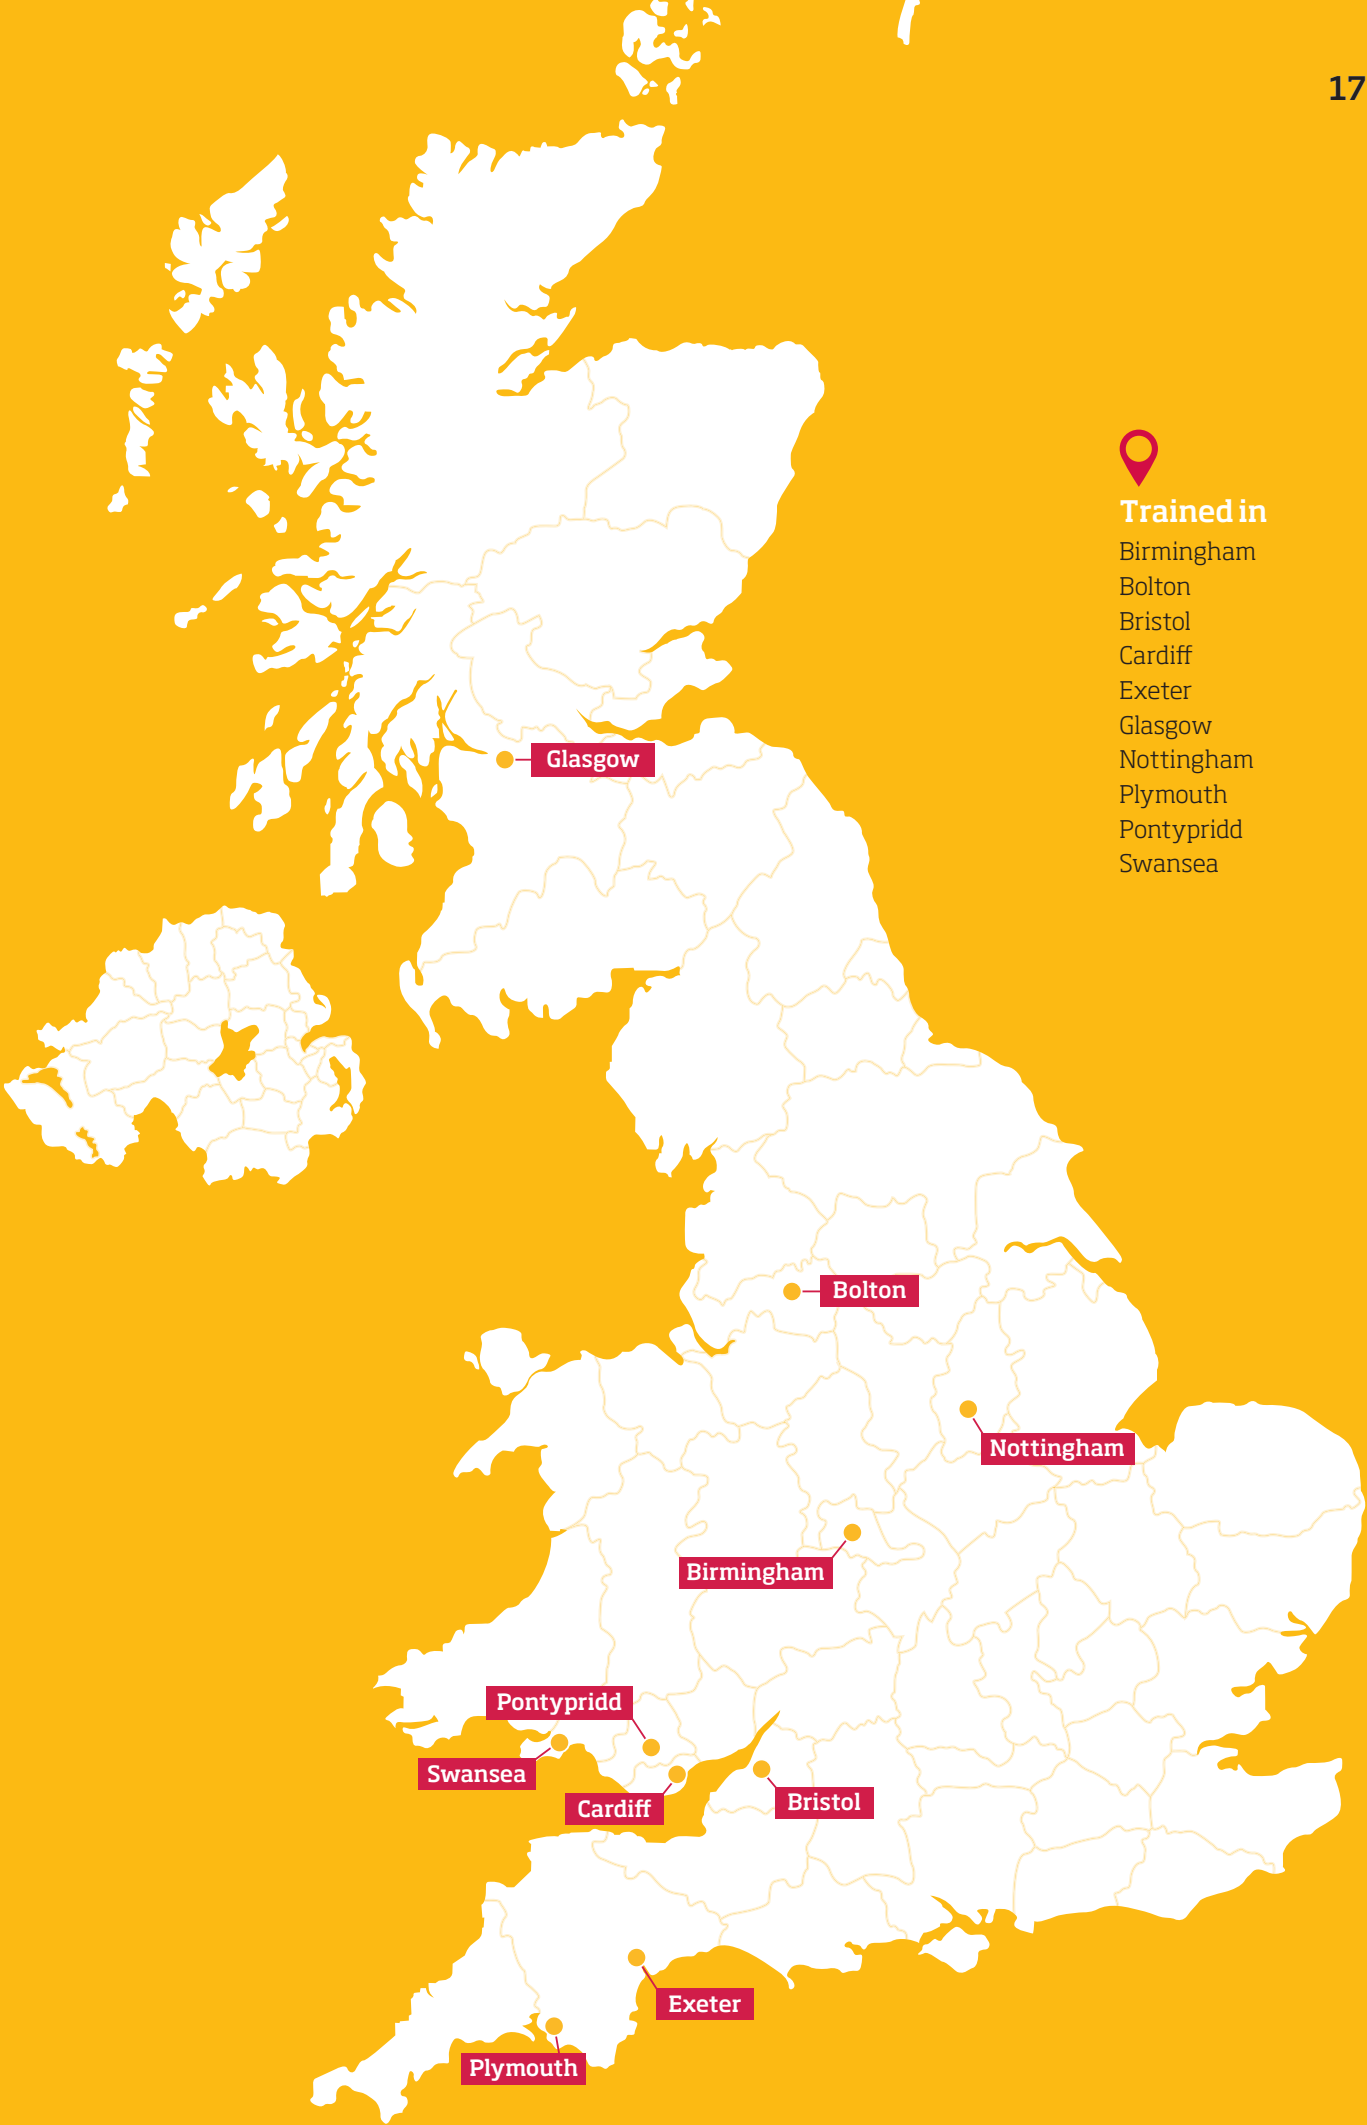 17
Trained in
Birmingham
Bolton
Bristol
Cardiff
Exeter
Glasgow
Nottingham
Plymouth
Pontypridd
Swansea
Glasgow
Bolton
Nottingham
Birmingham
Pontypridd
Swansea
Cardiff
Bristol
Exeter
Plymouth